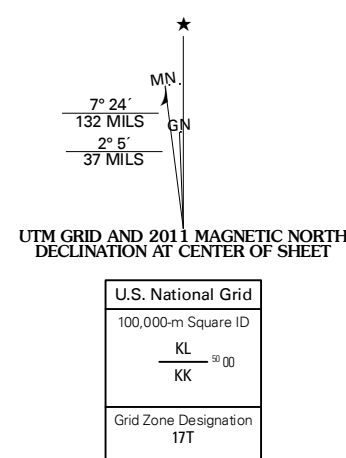 ★
MN.
7° 24´
132 MILS
GN
2° 5´
37 MILS
UTM GRID AND 2011 MAGNETIC NORTH
DECLINATION AT CENTER OF SHEET
U.S. National Grid
100,000-m Square ID
KL
50 00
KK
Grid Zone Designation
17T